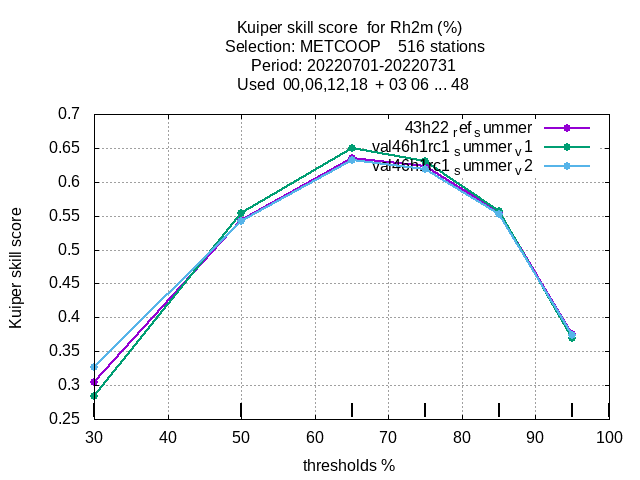 Kuiper skill score  for Rh2m (%)
Selection: METCOOP    516 stations
Period: 20220701-20220731
Used  00,06,12,18  + 03 06 ... 48
0.7
0.65
0.6
0.55
0.5
0.45
0.4
0.35
0.3
0.25
Kuiper skill score
43h22 ref summer
val46h1rc1 summer v1
val46h1rc1 summer v2
30 40 50 60 70 80 90 100
thresholds %